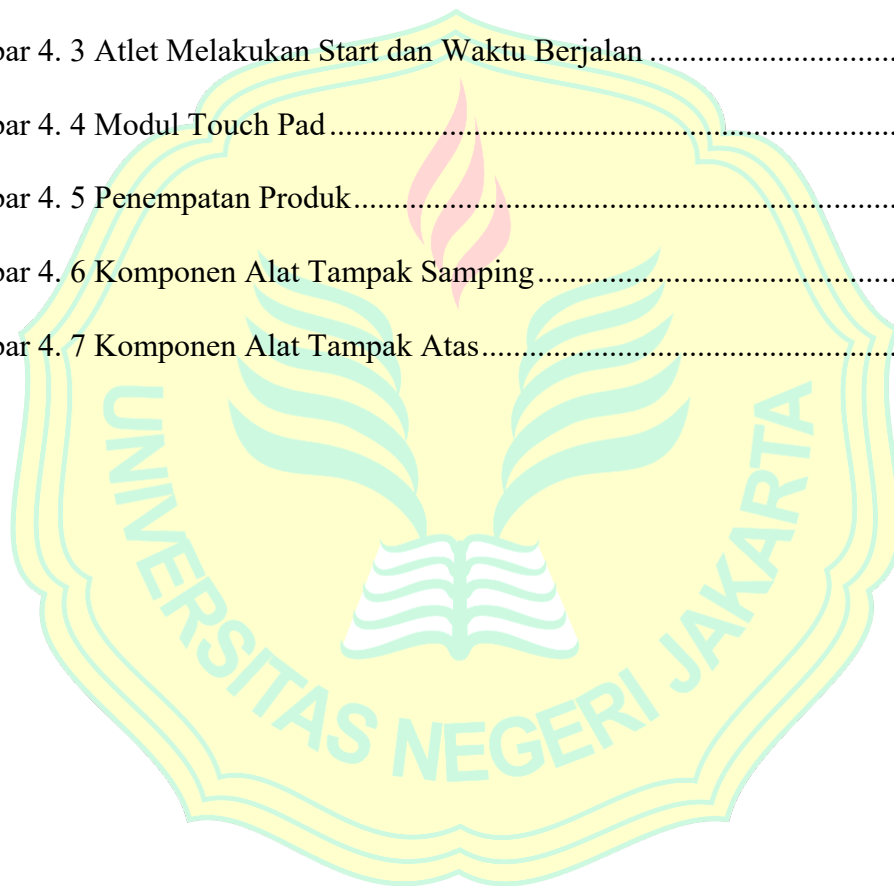 bar 4. 3 Atlet Melakukan Start dan Waktu Berjalan ...............................
bar 4. 4 Modul Touch Pad.......................................................................
bar 4. 5 Penempatan Produk....................................................................
bar 4. 6 Komponen Alat Tampak Samping.............................................
bar 4. 7 Komponen Alat Tampak Atas....................................................
UNIVERSITAS NEGERI JAKARTA